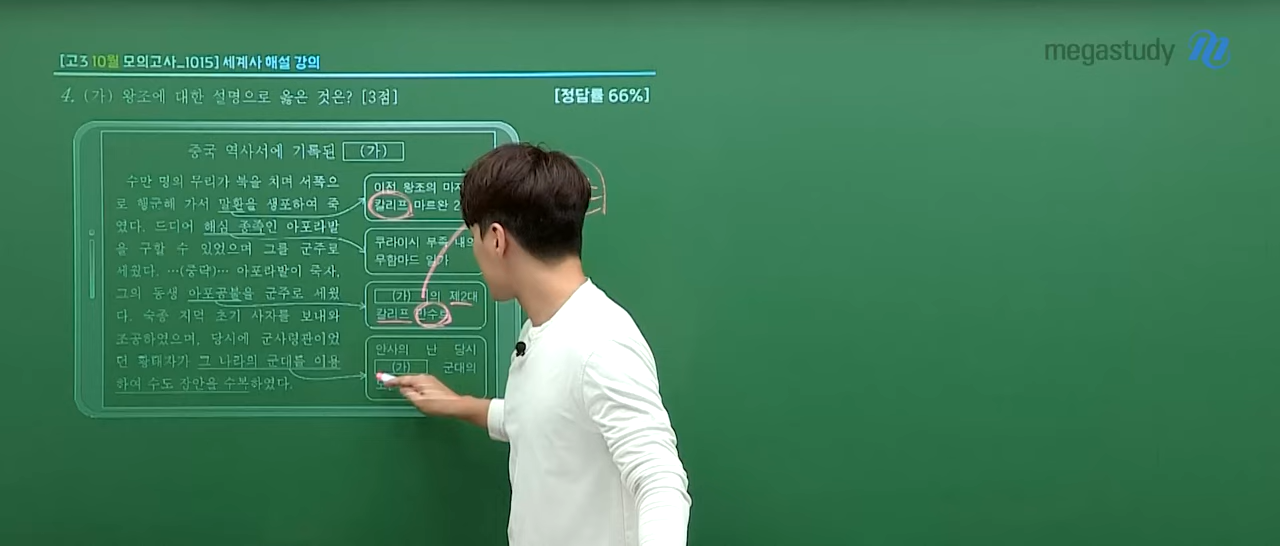 [고3 10월 모의고사_1015] 세계사 해설 강의
megastudy
4. (가) 왕조에 대한 설명으로 옳은 것은? [3점]
[정답률 66%]
중국 역사서에 기록된 (가)
수만 명의 무리가 북을 치며 서쪽으
로 행군해 가서 말환을 생포하여 죽
였다. 드디어 해심 종족인 아포라발
을 구할 수 있었으며 그를 군주로
세웠다. …(중략)… 아포라발이 죽자,
그의 동생 아포공불을 군주로 세웠
다. 숙종 지덕 초기 사자를 보내와
조공하였으며, 당시에 군사령관이었
던 황태자가 그 나라의 군대를 이용
하여 수도 장안을 수복하였다.
이전 왕조의
칼리프 마르완 2
쿠라이시 부족 내의
무함마드 일가
(가) 의 제2대
칼리프 만수르
안사의 난 당시
(가) 군대의